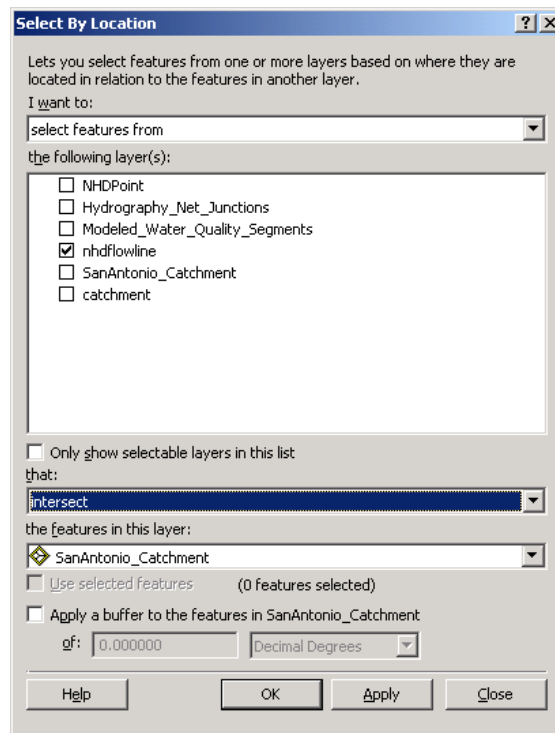 Select By Location
Lets you select features from one or more layers based on where they are
located in relation to the features in another layer.
I want to:
select features from
the following layer(s):
NHDPoint
Hydrography_Net_Junctions
Modeled_Water_Quality_Segments
nhdflowline
SanAntonio_Catchment
catchment
Only show selectable layers in this list
that:
intersect
the features in this layer:
SanAntonio_Catchment
Use selected features (0 features selected)
Apply a buffer to the features in SanAntonio_Catchment
of: 0.000000 Decimal Degrees
Help OK Apply Close